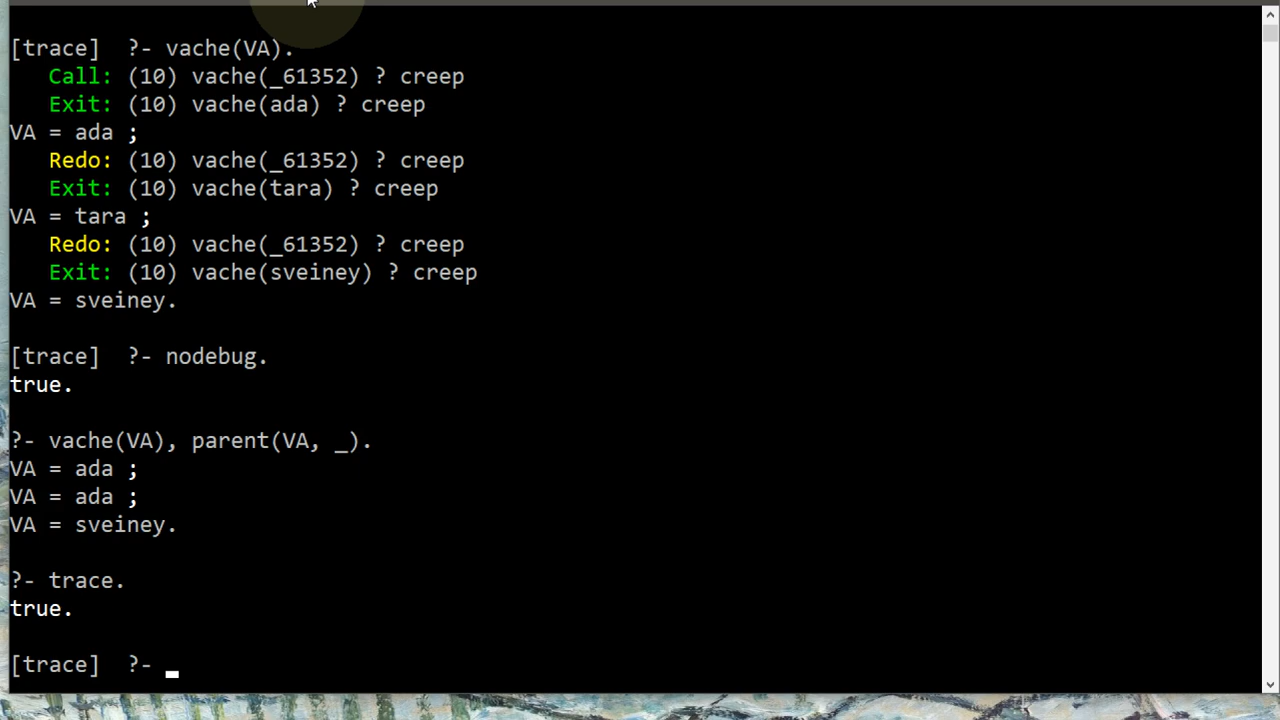 [trace]  ?- vache(VA).
   Call: (10) vache(_61352) ? creep
   Exit: (10) vache(ada) ? creep
VA = ada ;
   Redo: (10) vache(_61352) ? creep
   Exit: (10) vache(tara) ? creep
VA = tara ;
   Redo: (10) vache(_61352) ? creep
   Exit: (10) vache(sveiney) ? creep
VA = sveiney.
[trace]  ?- nodebug.
true.
?- vache(VA), parent(VA, _).
VA = ada ;
VA = ada ;
VA = sveiney.
?- trace.
true.
[trace]  ?-